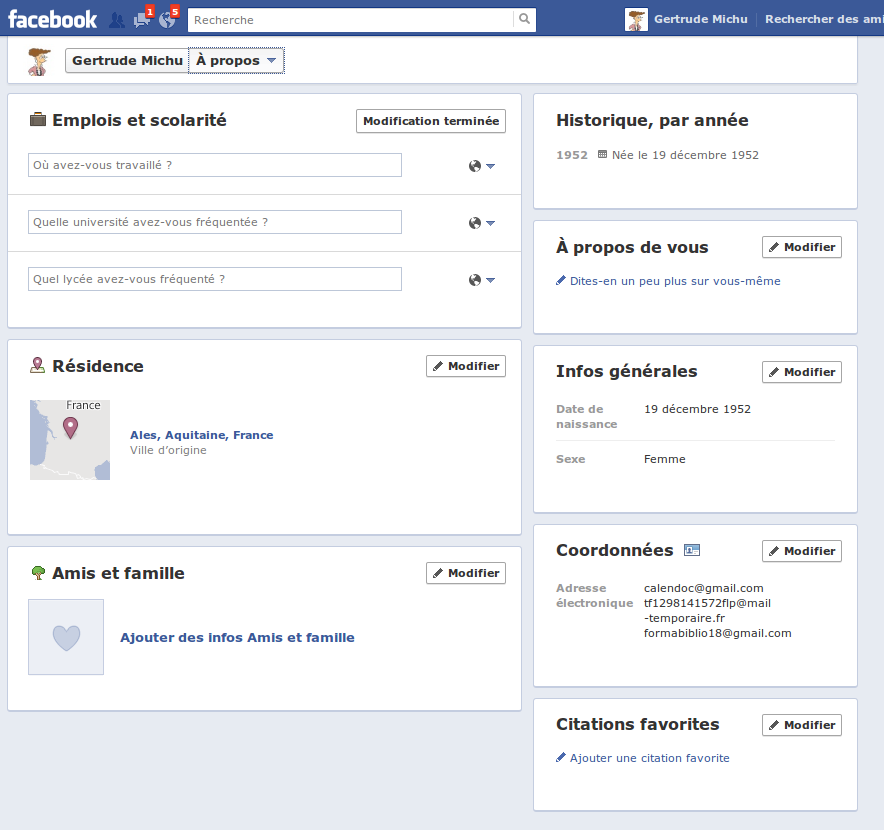 facebook
1
5
Recherche
Gertrude Michu
Rechercher des ami
Gertrude Michu
À propos
Emplois et scolarité
Modification terminée
Où avez-vous travaillé ?
Quelle université avez-vous fréquentée ?
Quel lycée avez-vous fréquenté ?
Résidence
Modifier
France
Ales, Aquitaine, France
Ville d’origine
Amis et famille
Modifier
Ajouter des infos Amis et famille
Historique, par année
1952 Née le 19 décembre 1952
À propos de vous
Modifier
Dites-en un peu plus sur vous-même
Infos générales
Modifier
Date de
naissance
19 décembre 1952
Sexe
Femme
Coordonnées
Modifier
Adresse
électronique
calendoc@gmail.com
tf1298141572flp@mail
-temporaire.fr
formabiblio18@gmail.com
Citations favorites
Modifier
Ajouter une citation favorite